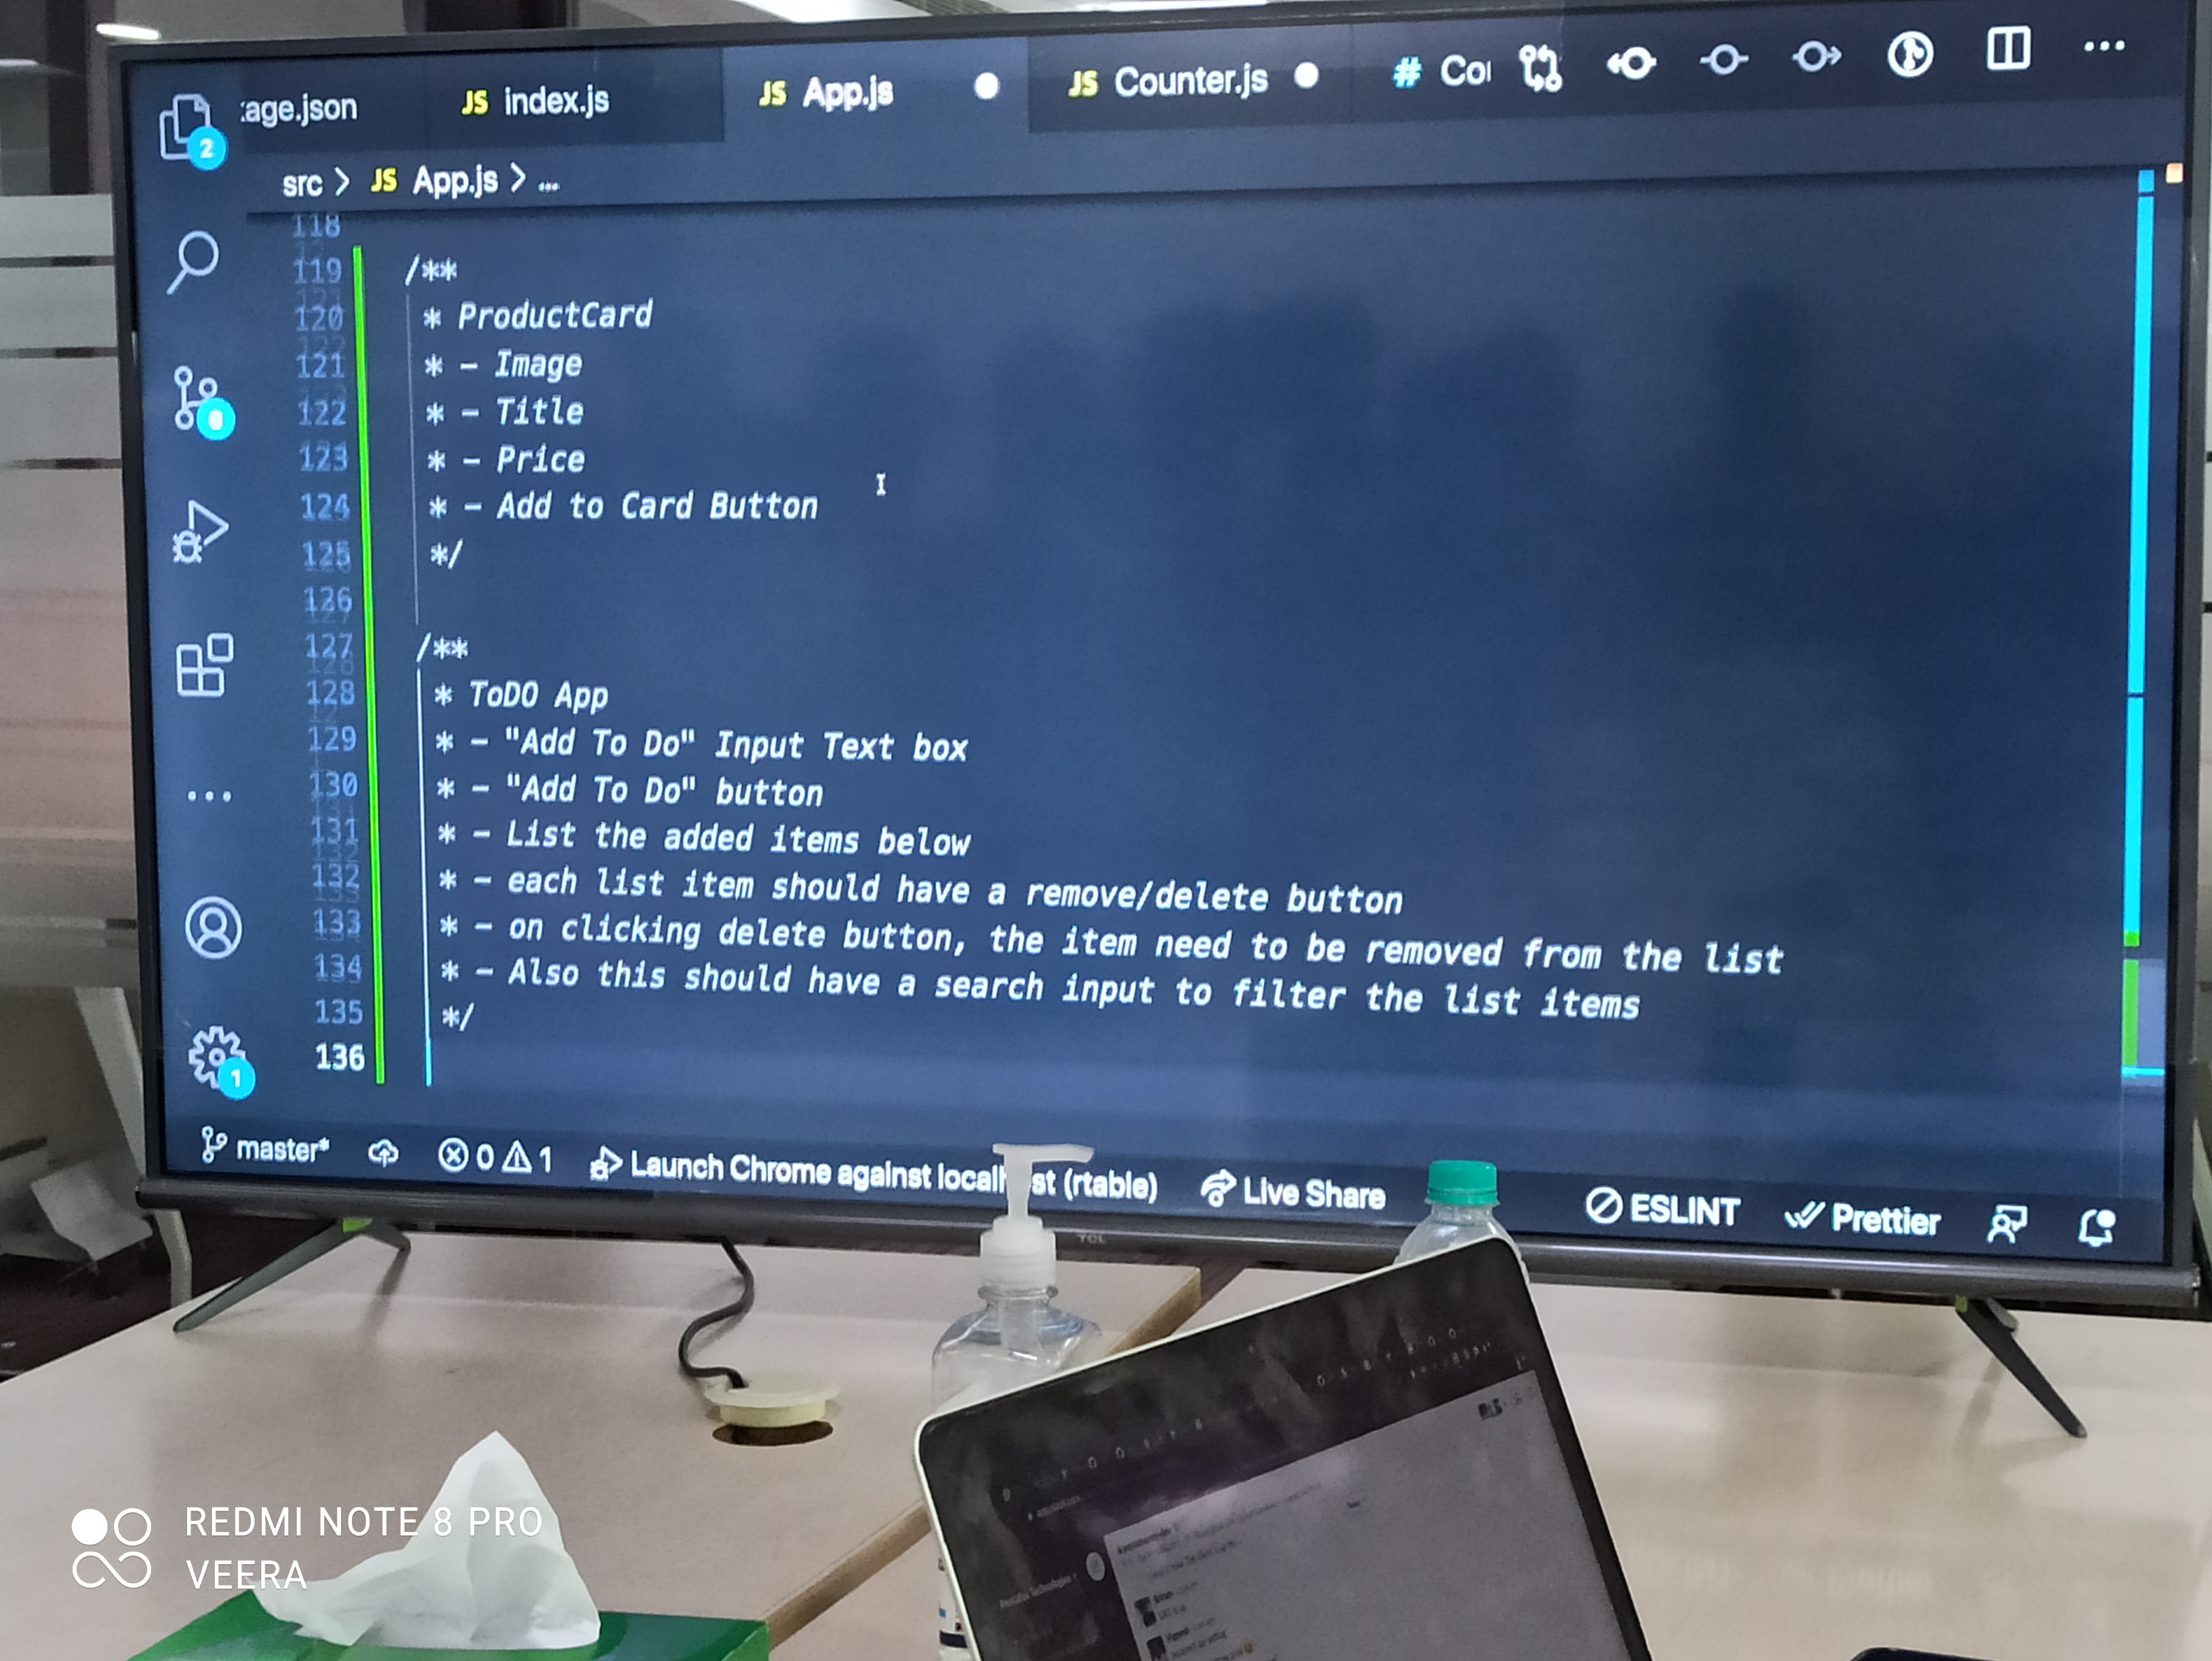 :age.json
JS index.js
JS App.js
JS Counter.js
# Co
2
src > JS App.js > ...
118
119 /**
120 * ProductCard
121 * - Image
122 * - Title
123 * - Price
124 * - Add to Card Button
125 */
126
127 /**
128 * ToDO App
129 * - "Add To Do" Input Text box
130 * - "Add To Do" button
131 * - List the added items below
132 * - each list item should have a remove/delete button
133 * - on clicking delete button, the item need to be removed from the list
134 * - Also this should have a search input to filter the list items
135 */
136
1
master* 0 1 Launch Chrome against local st (rtable) Live Share ESLINT Prettier
TCL
REDMI NOTE 8 PRO
VEERA